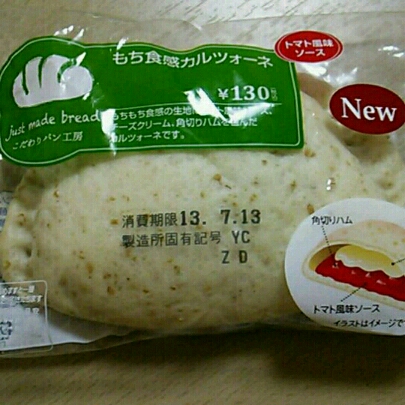 もち食感カルツォーネ
トマト風味
ソース
¥130
New
Just made bread
こだわりパン工房
もちもち食感の生地に
チーズクリーム、角切りハムを包んだ
カルツォーネです。
消費期限13.7.13
製造所固有記号 YC
ZD
角切りハム
トマト風味ソース
イラストはイメージで